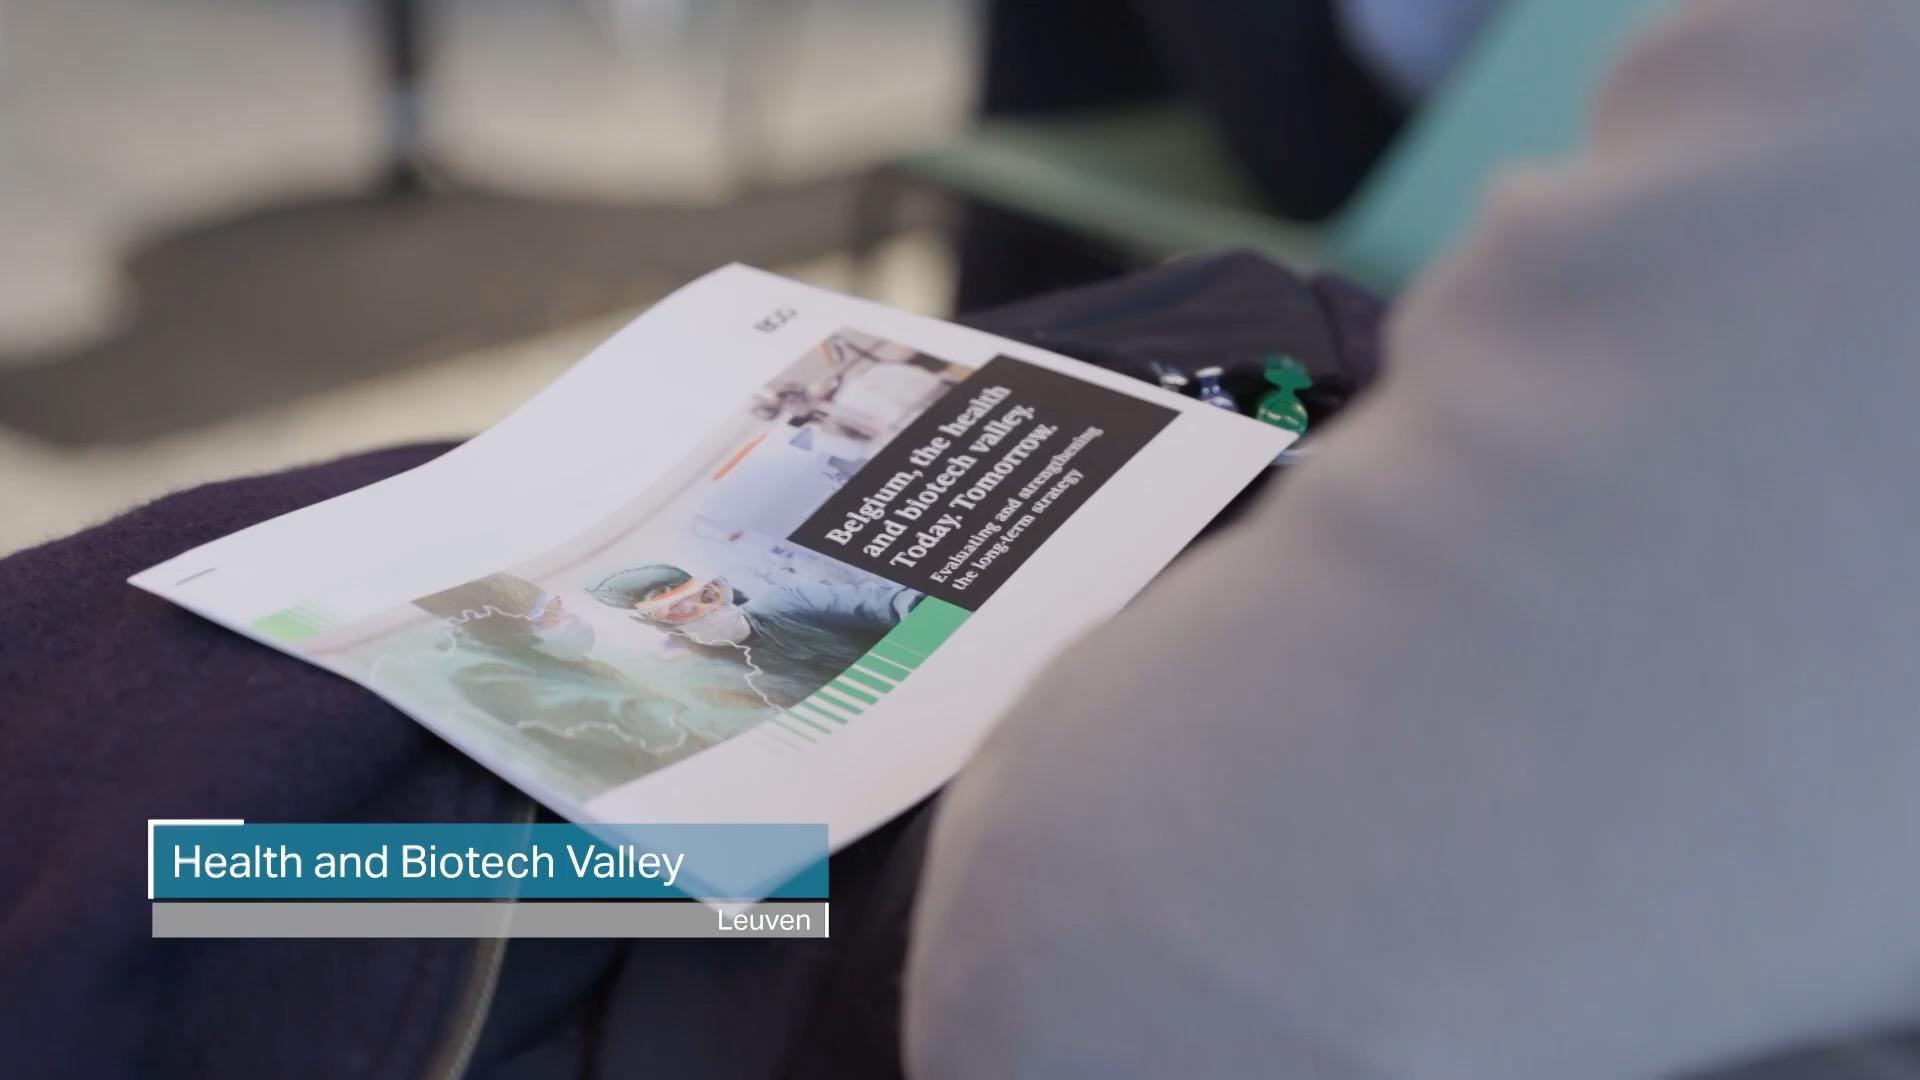 BCG
Belgium, the health
and biotech valley.
Today. Tomorrow.
Evaluating and strengthening
the long-term strategy
Health and Biotech Valley
Leuven